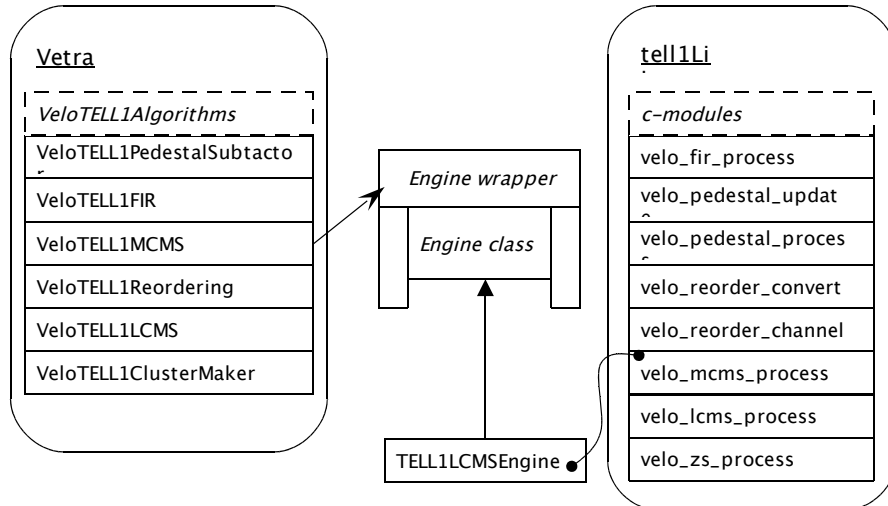 Vetra
VeloTELL1Algorithms
VeloTELL1PedestalSubtacto
VeloTELL1FIR
VeloTELL1MCMS
VeloTELL1Reordering
VeloTELL1LCMS
VeloTELL1ClusterMaker
Engine wrapper
Engine class
TELL1LCMSEngine
tell1Li
c-modules
velo_fir_process
velo_pedestal_updat
velo_pedestal_proces
velo_reorder_convert
velo_reorder_channel
velo_mcms_process
velo_lcms_process
velo_zs_process